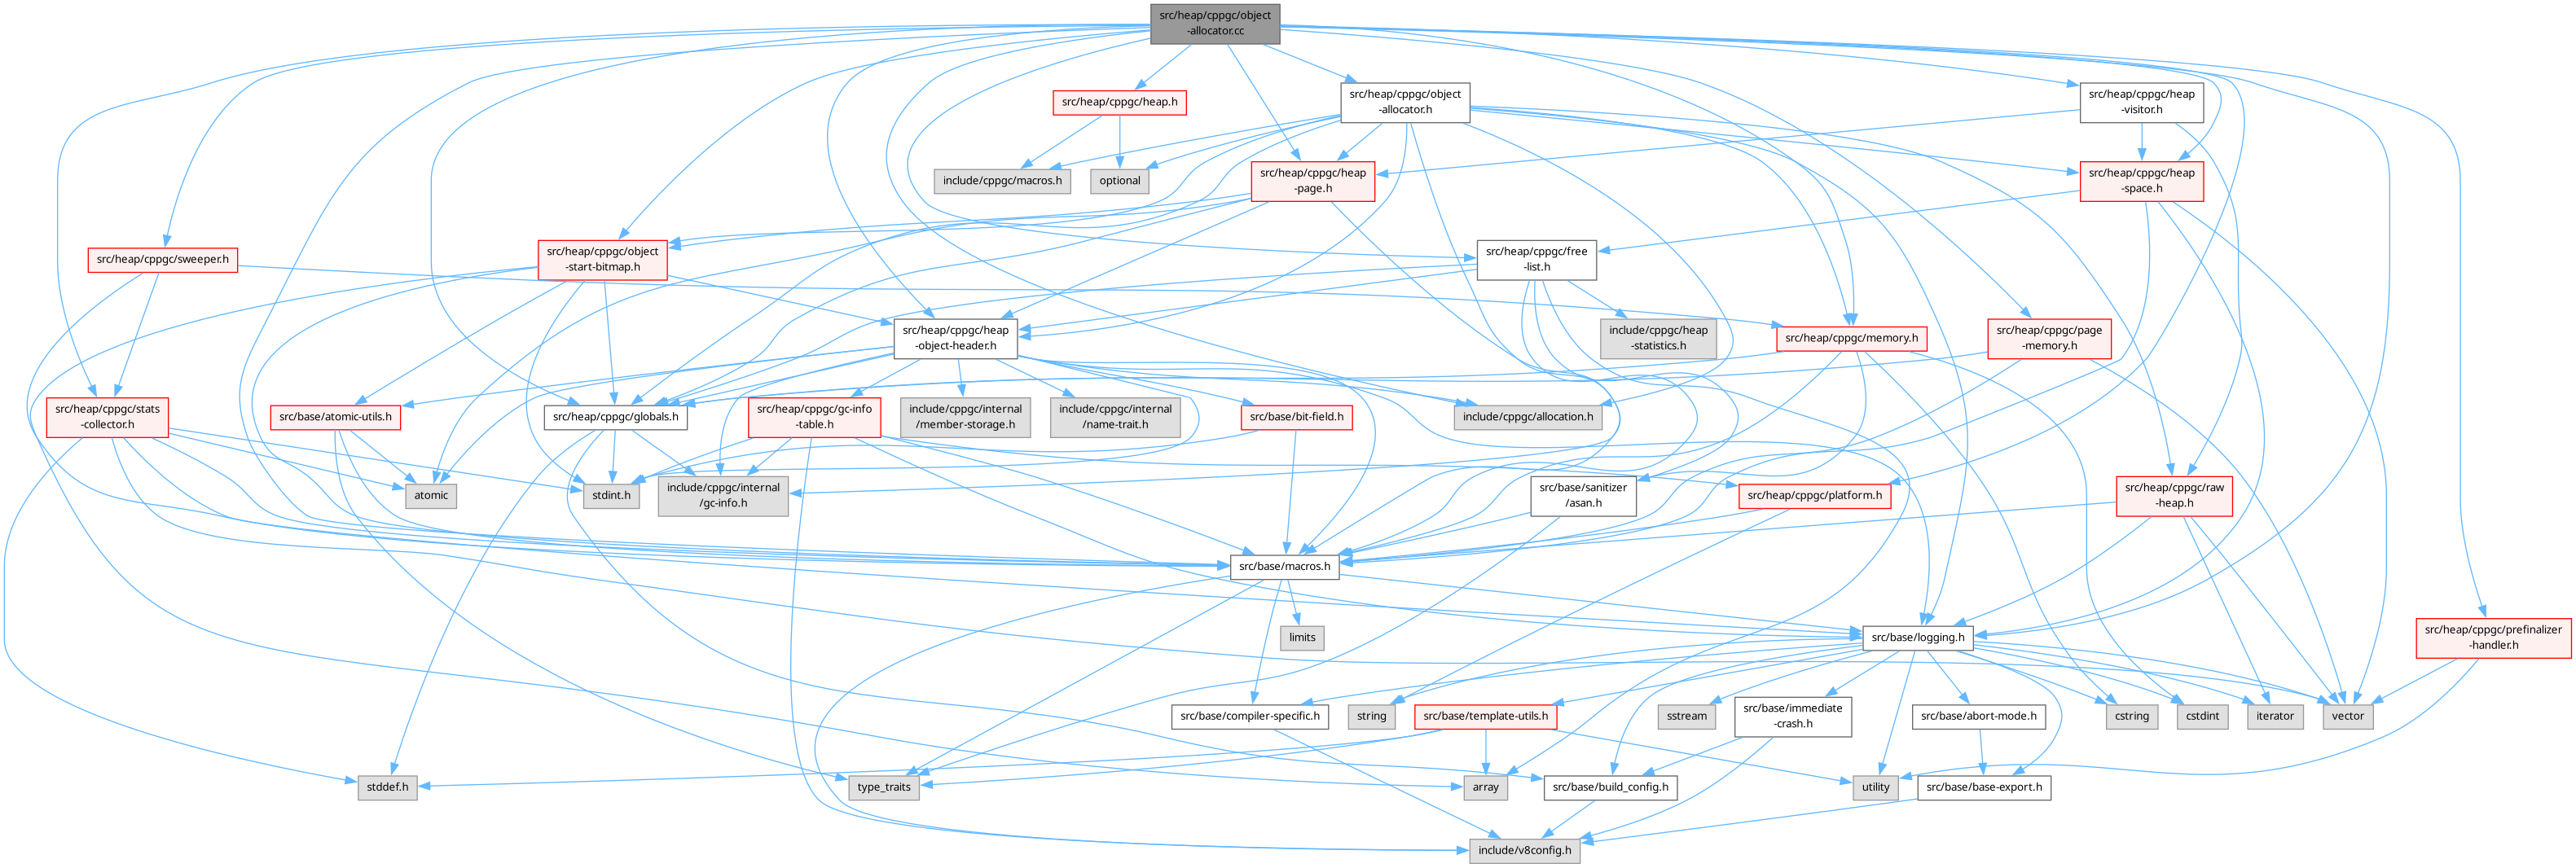 src/heap/cppgc/object
-allocator.cc
src/heap/cppgc/heap.h
src/heap/cppgc/object
-allocator.h
src/heap/cppgc/heap
-visitor.h
include/cppgc/macros.h
optional
src/heap/cppgc/heap
-page.h
src/heap/cppgc/heap
-space.h
src/heap/cppgc/sweeper.h
src/heap/cppgc/object
-start-bitmap.h
src/heap/cppgc/free
-list.h
src/heap/cppgc/heap
-object-header.h
include/cppgc/heap
-statistics.h
src/heap/cppgc/memory.h
src/heap/cppgc/page
-memory.h
src/heap/cppgc/stats
-collector.h
src/base/atomic-utils.h
src/heap/cppgc/globals.h
src/heap/cppgc/gc-info
-table.h
include/cppgc/internal
/member-storage.h
include/cppgc/internal
/name-trait.h
src/base/bit-field.h
include/cppgc/allocation.h
atomic
stdint.h
include/cppgc/internal
/gc-info.h
src/base/sanitizer
/asan.h
src/heap/cppgc/platform.h
src/heap/cppgc/raw
-heap.h
src/base/macros.h
limits
src/base/logging.h
src/heap/cppgc/prefinalizer
-handler.h
src/base/compiler-specific.h
string
src/base/template-utils.h
sstream
src/base/immediate
-crash.h
src/base/abort-mode.h
cstring
cstdint
iterator
vector
stddef.h
type_traits
array
src/base/build_config.h
utility
src/base/base-export.h
include/v8config.h